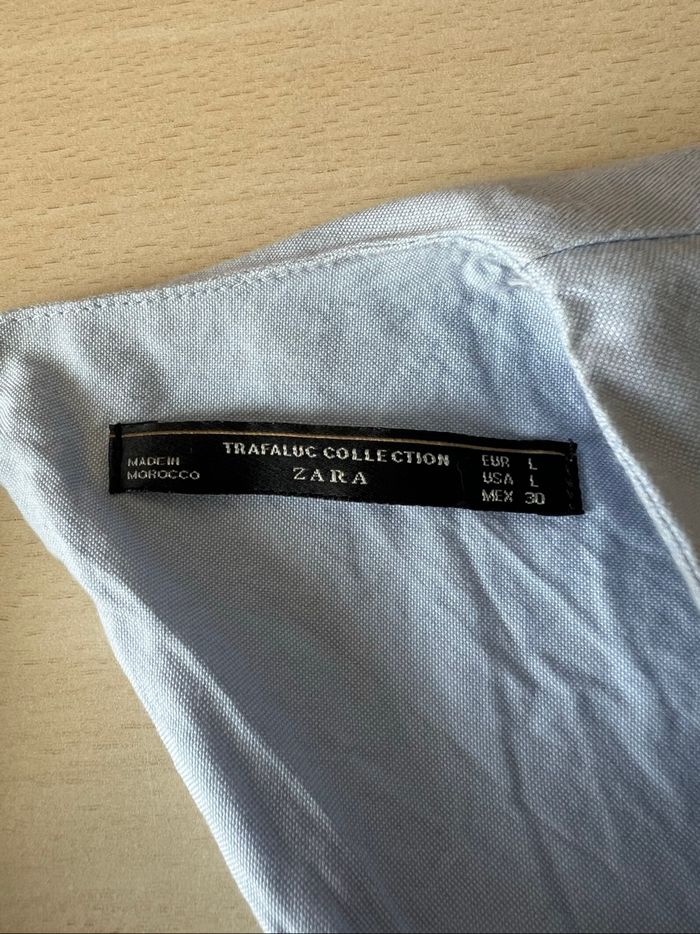 MADE IN
MOROCCO
TRAFALUC COLLECTION
ZARA
EUR L
USA L
MEX 30